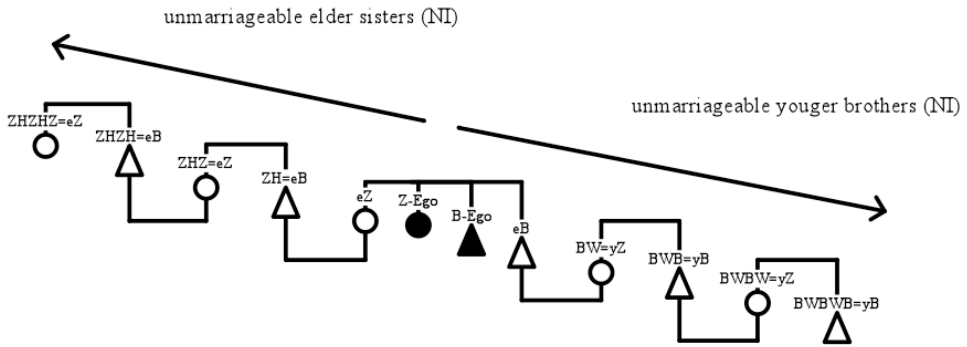 unmarriageable elder sisters (NI)
unmarriageable youger brothers (NI)
ZHZHZ=eZ
ZHZH=eB
ZHZ=eZ
ZH=eB
eZ
Z-Ego
B-Ego
eB
BW=yZ
BWB=yB
BWBW=yZ
BWBWB=yB